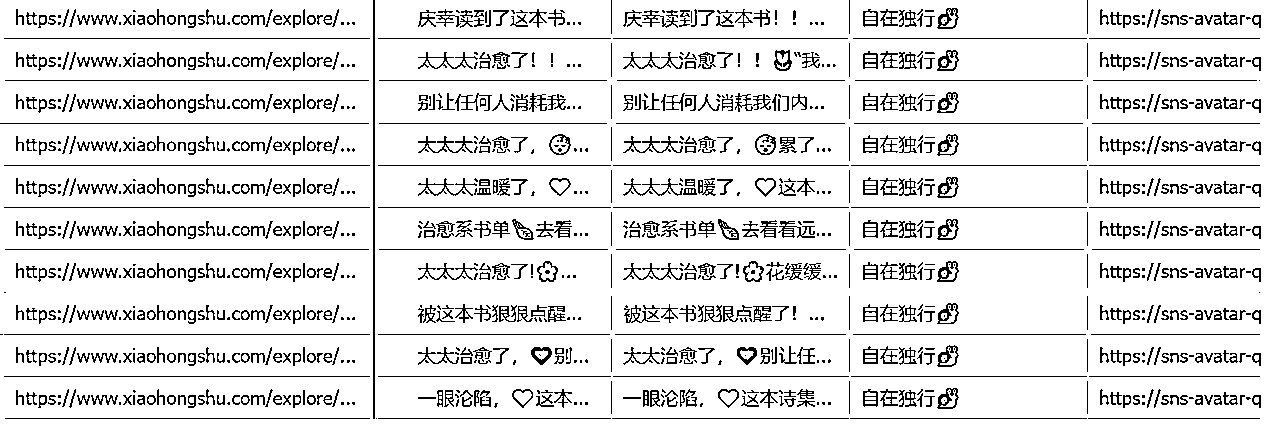 https://www.xiaohongshu.com/explore/... 庆幸读到了这本书... 庆幸读到了这本书！！... 自在独行 https://sns-avatar-q
https://www.xiaohongshu.com/explore/... 太太太治愈了！！... 太太太治愈了！！🌷“我... 自在独行 https://sns-avatar-q
https://www.xiaohongshu.com/explore/... 别让任何人消耗我... 别让任何人消耗我们内... 自在独行 https://sns-avatar-q
https://www.xiaohongshu.com/explore/... 太太太治愈了，😚... 太太太治愈了，😚累了... 自在独行 https://sns-avatar-q
https://www.xiaohongshu.com/explore/... 太太太温暖了，♡... 太太太温暖了，♡这本... 自在独行 https://sns-avatar-q
https://www.xiaohongshu.com/explore/... 治愈系书单去看... 治愈系书单去看看远... 自在独行 https://sns-avatar-q
https://www.xiaohongshu.com/explore/... 太太太治愈了!🌼... 太太太治愈了!🌼花缓缓... 自在独行 https://sns-avatar-q
https://www.xiaohongshu.com/explore/... 被这本书狠狠点醒... 被这本书狠狠点醒了！... 自在独行 https://sns-avatar-q
https://www.xiaohongshu.com/explore/... 太太治愈了，❤别... 太太治愈了，❤别让任... 自在独行 https://sns-avatar-q
https://www.xiaohongshu.com/explore/... 一眼沦陷，♡这本... 一眼沦陷，♡这本诗集... 自在独行 https://sns-avatar-q